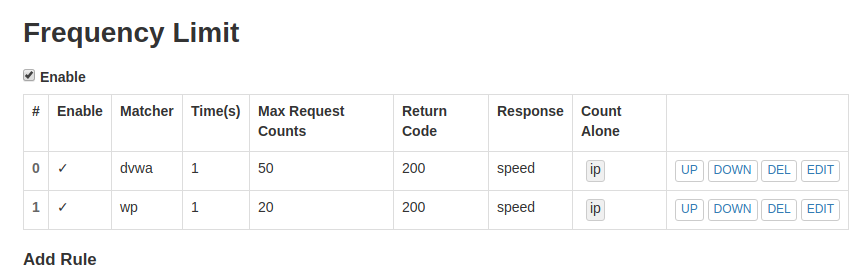 Frequency Limit
Enable
# Enable Matcher Time(s) Max Request Counts Return Code Response Count Alone
0 ✓ dvwa 1 50 200 speed ip UP DOWN DEL EDIT
1 ✓ wp 1 20 200 speed ip UP DOWN DEL EDIT
Add Rule